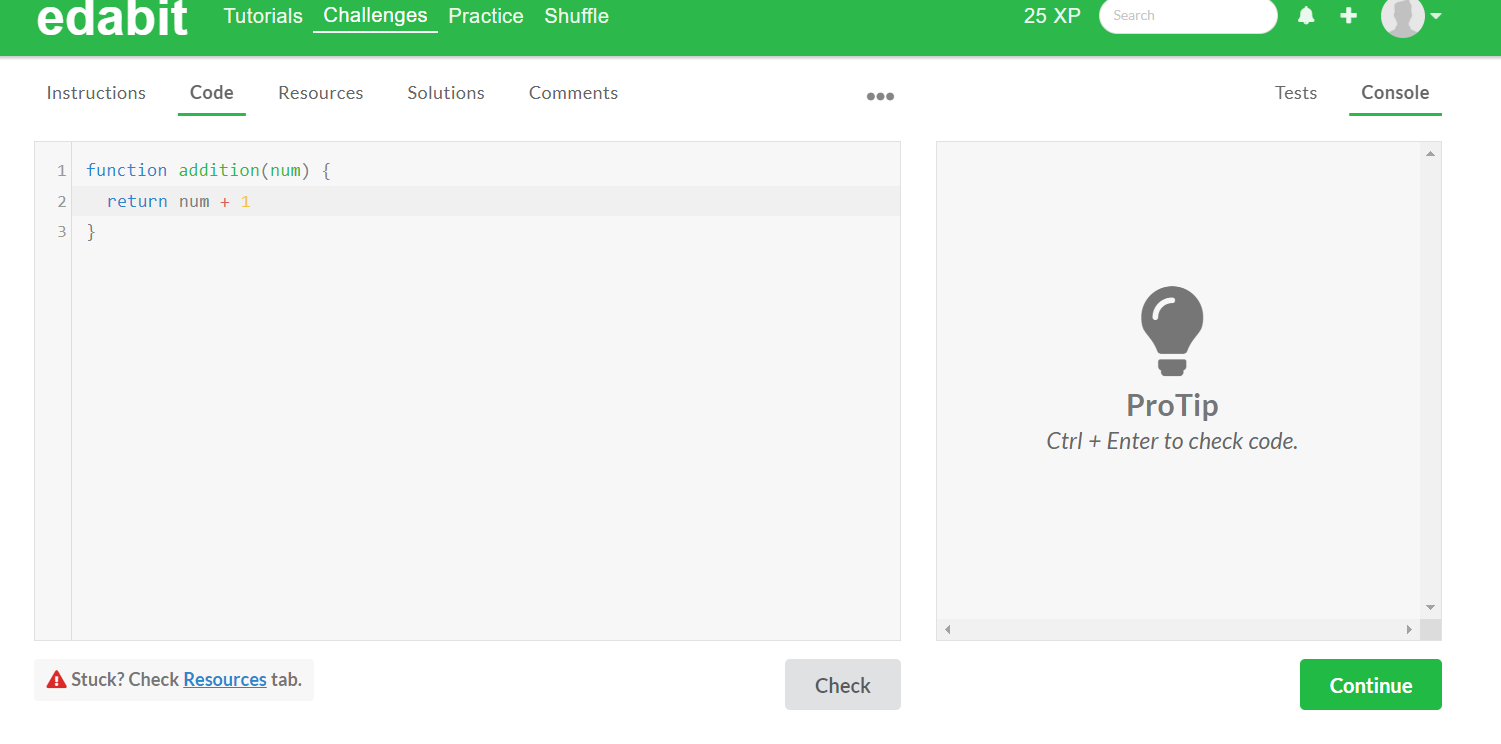 edabit Tutorials Challenges Practice Shuffle 25 XP Search
Instructions Code Resources Solutions Comments Tests Console
1 function addition(num) {
2 return num + 1
3 }
ProTip
Ctrl + Enter to check code.
Stuck? Check Resources tab.
Check
Continue